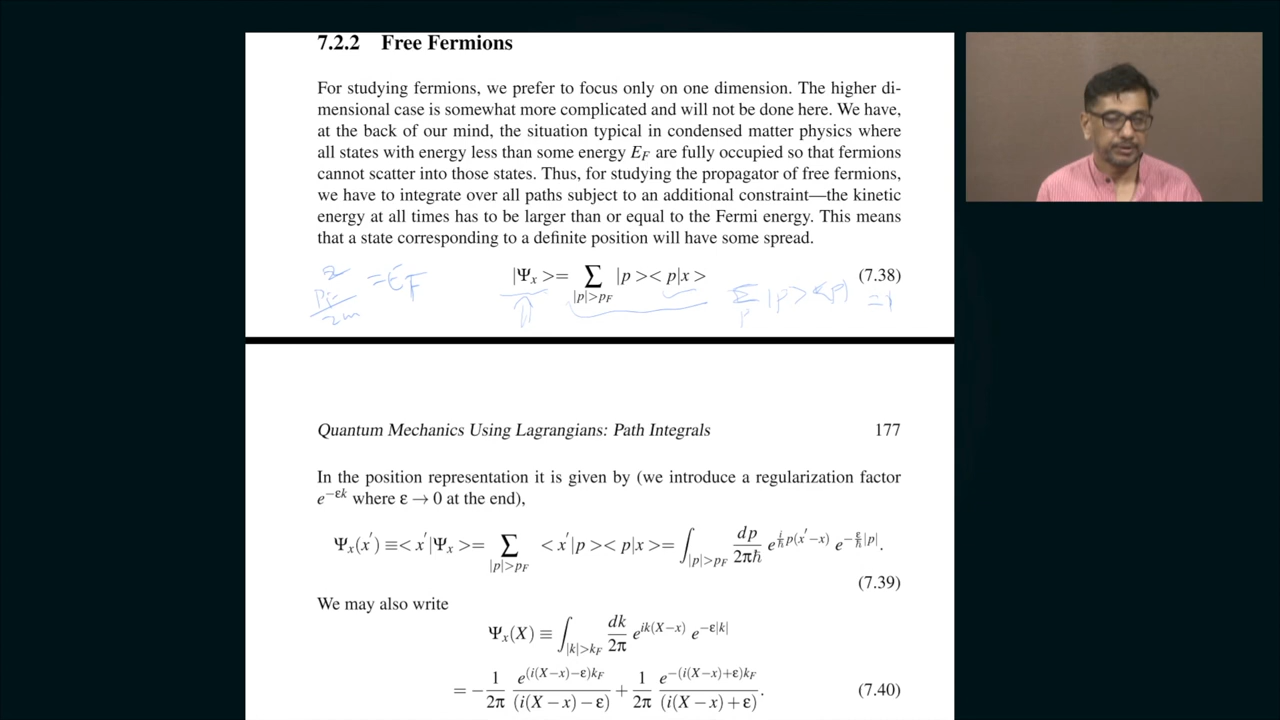 7.2.2 Free Fermions
For studying fermions, we prefer to focus only on one dimension. The higher di-
mensional case is somewhat more complicated and will not be done here. We have,
at the back of our mind, the situation typical in condensed matter physics where
all states with energy less than some energy E_F are fully occupied so that fermions
cannot scatter into those states. Thus, for studying the propagator of free fermions,
we have to integrate over all paths subject to an additional constraint—the kinetic
energy at all times has to be larger than or equal to the Fermi energy. This means
that a state corresponding to a definite position will have some spread.
p_F^2/2m = E_F
|Ψ_x >= ∑_{|p|>p_F} |p >< p|x > (7.38)
∑_p |p> <p| = 1
Quantum Mechanics Using Lagrangians: Path Integrals 177
In the position representation it is given by (we introduce a regularization factor
e^{−εk} where ε → 0 at the end),
Ψ_x(x′) ≡< x′|Ψ_x >= ∑_{|p|>p_F} < x′|p >< p|x >= ∫_{|p|>p_F} dp/2πħ e^{i/ħ p(x′−x)} e^{−ε/ħ |p|}.
(7.39)
We may also write
Ψ_x(X) ≡ ∫_{|k|>k_F} dk/2π e^{ik(X−x)} e^{−ε|k|}
= − 1/2π e^{(i(X−x)−ε)k_F}/(i(X−x)−ε) + 1/2π e^{−(i(X−x)+ε)k_F}/(i(X−x)+ε). (7.40)